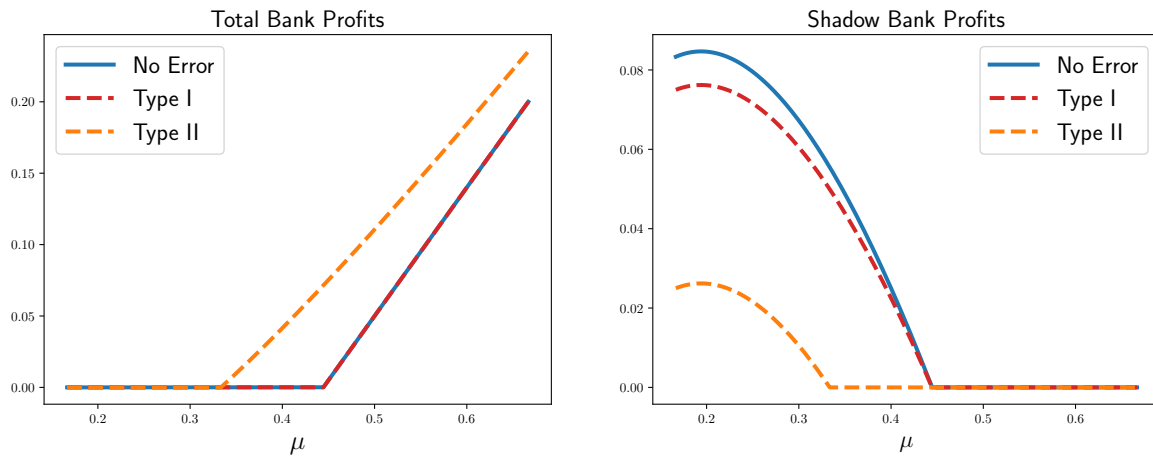 Total Bank Profits
No Error
Type I
Type II
0.20
0.15
0.10
0.05
0.00
0.2 0.3 0.4 0.5 0.6
μ
Shadow Bank Profits
No Error
Type I
Type II
0.08
0.06
0.04
0.02
0.00
0.2 0.3 0.4 0.5 0.6
μ